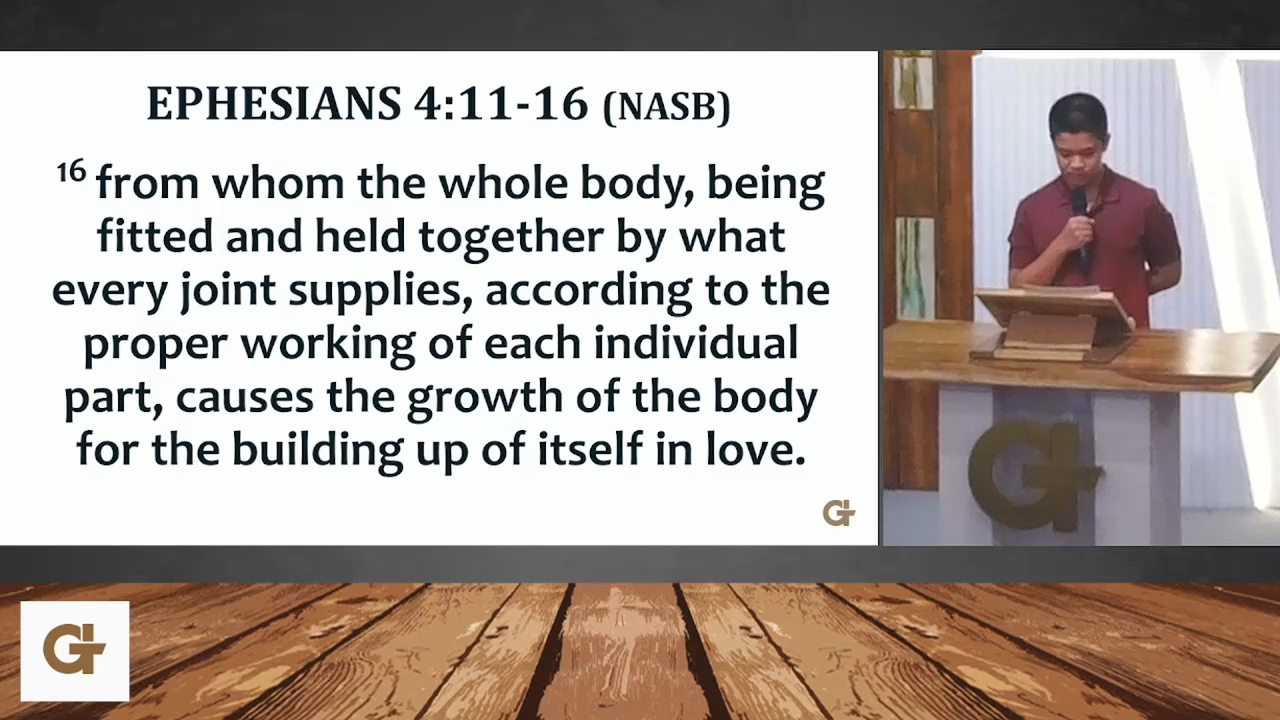 EPHESIANS 4:11-16 (NASB)
16 from whom the whole body, being
fitted and held together by what
every joint supplies, according to the
proper working of each individual
part, causes the growth of the body
for the building up of itself in love.